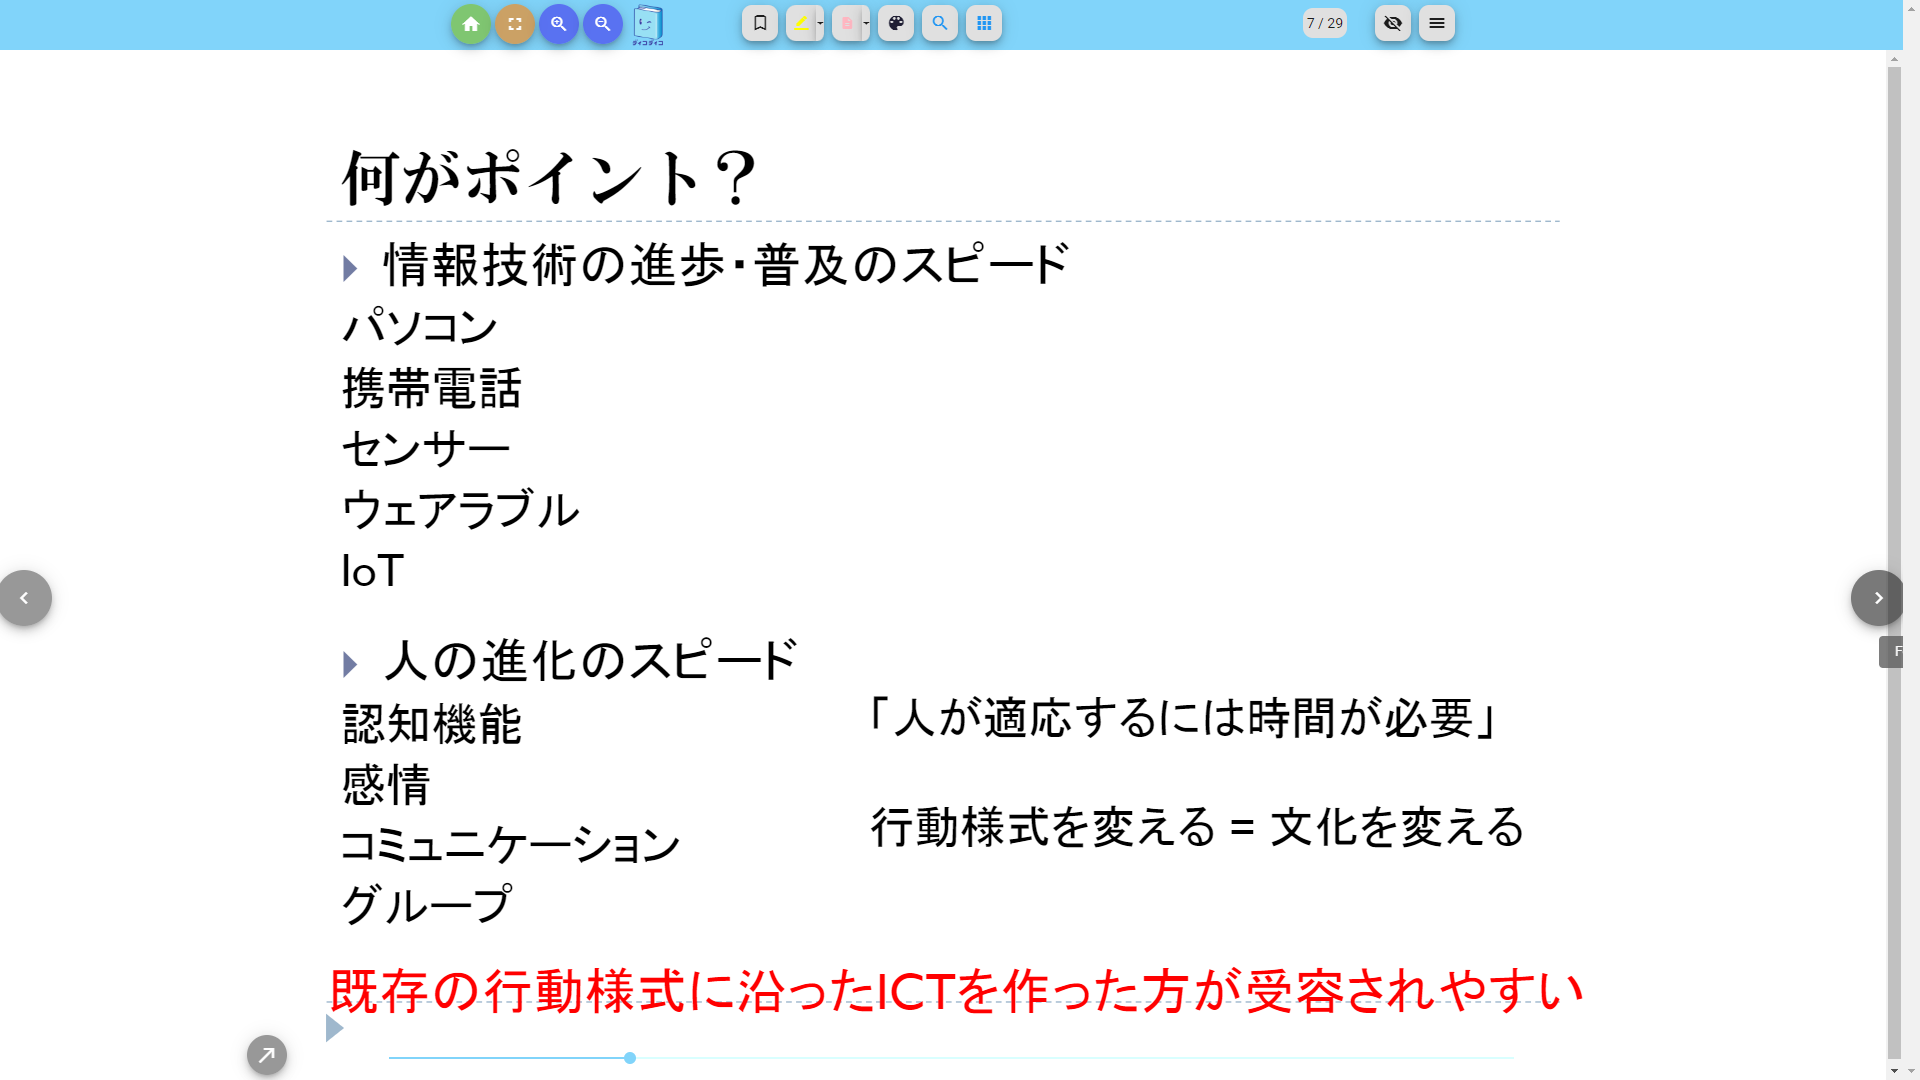 ダィコダィコ
7 / 29
何がポイント？
情報技術の進歩・普及のスピード
パソコン
携帯電話
センサー
ウェアラブル
IoT
人の進化のスピード
認知機能
感情
コミュニケーション
グループ
「人が適応するには時間が必要」
行動様式を変える = 文化を変える
既存の行動様式に沿ったICTを作った方が受容されやすい
F